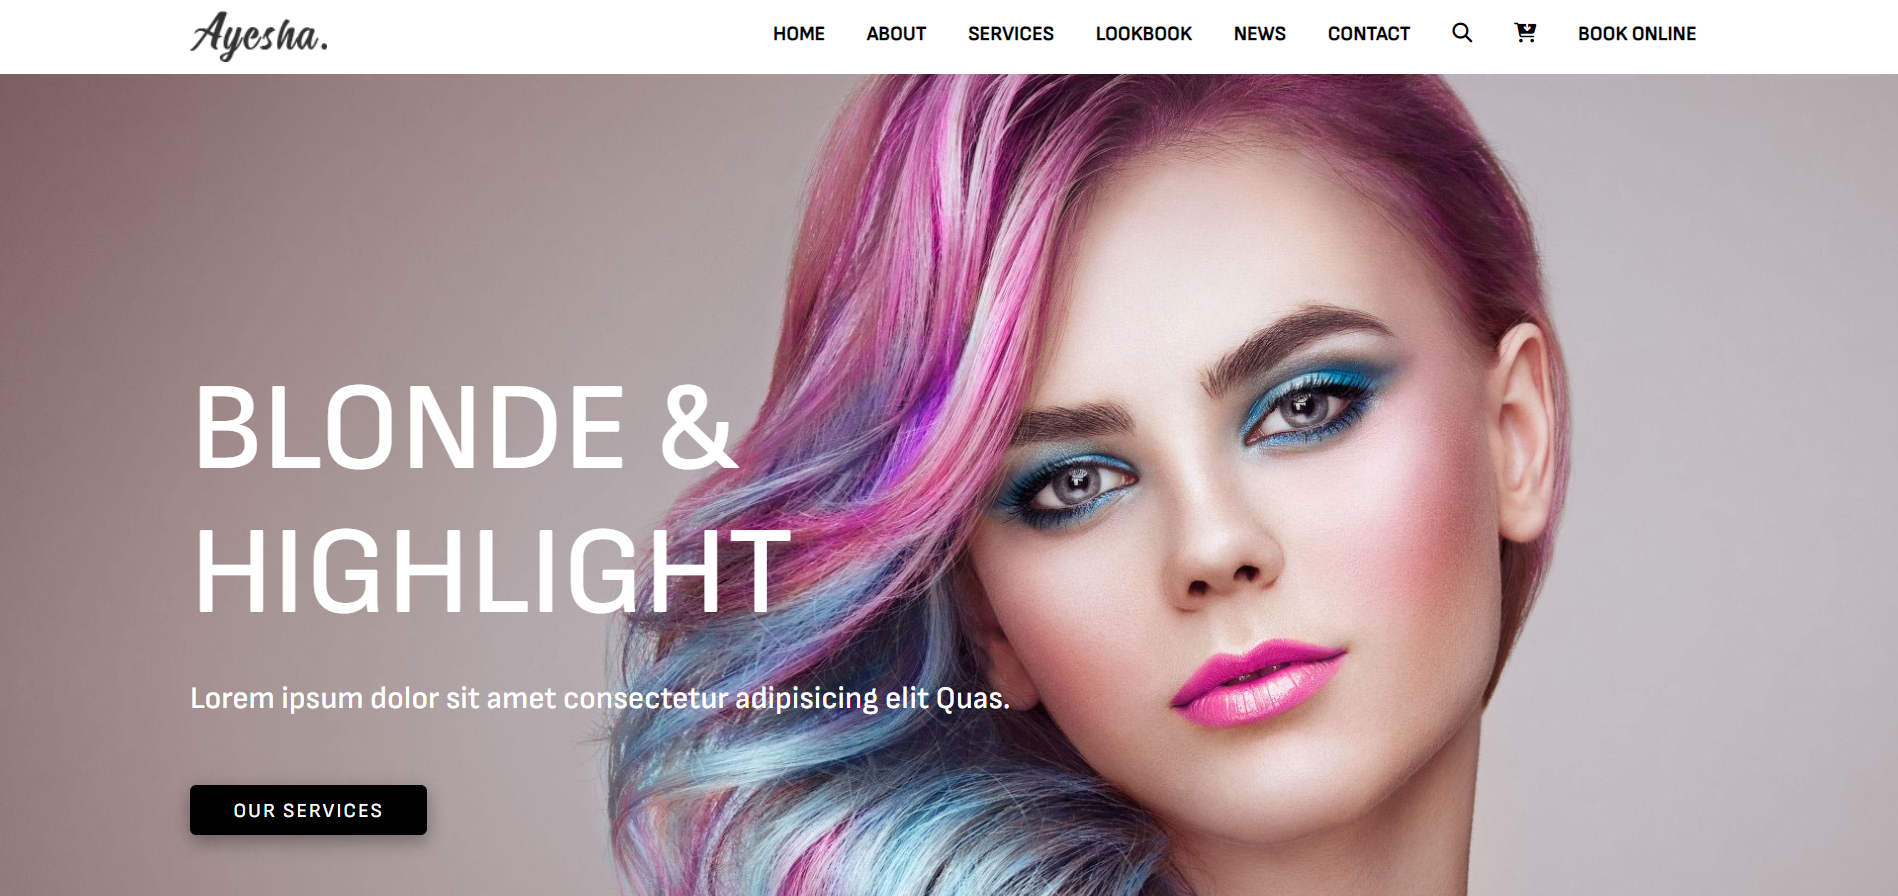 Ayesha.
HOME ABOUT SERVICES LOOKBOOK NEWS CONTACT BOOK ONLINE
BLONDE &
HIGHLIGHT
Lorem ipsum dolor sit amet consectetur adipisicing elit Quas.
OUR SERVICES